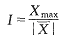 I = X_max / |X̅|